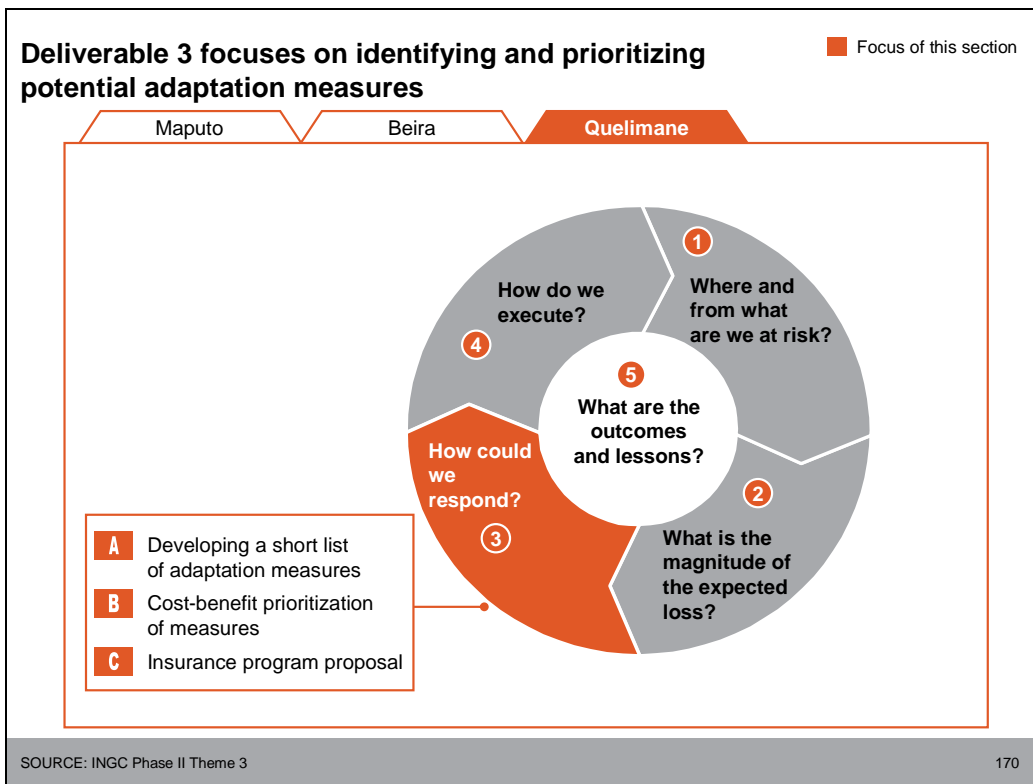 Deliverable 3 focuses on identifying and prioritizing
potential adaptation measures
Focus of this section
Maputo
Beira
Quelimane
1
Where and
from what
are we at risk?
2
What is the
magnitude of
the expected
loss?
How could
we
respond?
3
How do we
execute?
4
5
What are the
outcomes
and lessons?
A Developing a short list
of adaptation measures
B Cost-benefit prioritization
of measures
C Insurance program proposal
SOURCE: INGC Phase II Theme 3
170